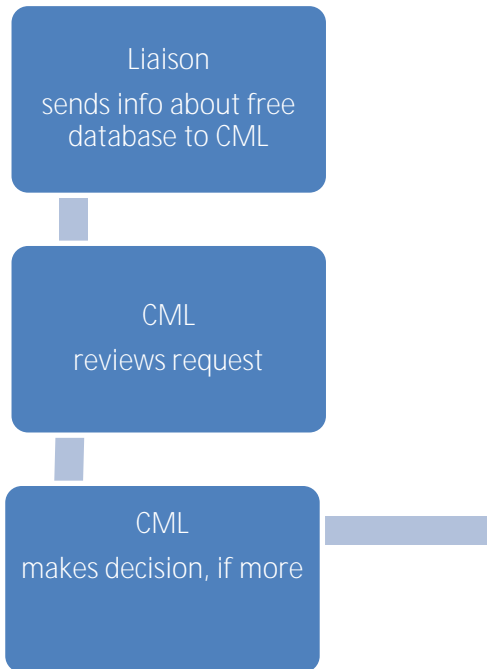 Liaison
sends info about free
database to CML
CML
reviews request
CML
makes decision, if more